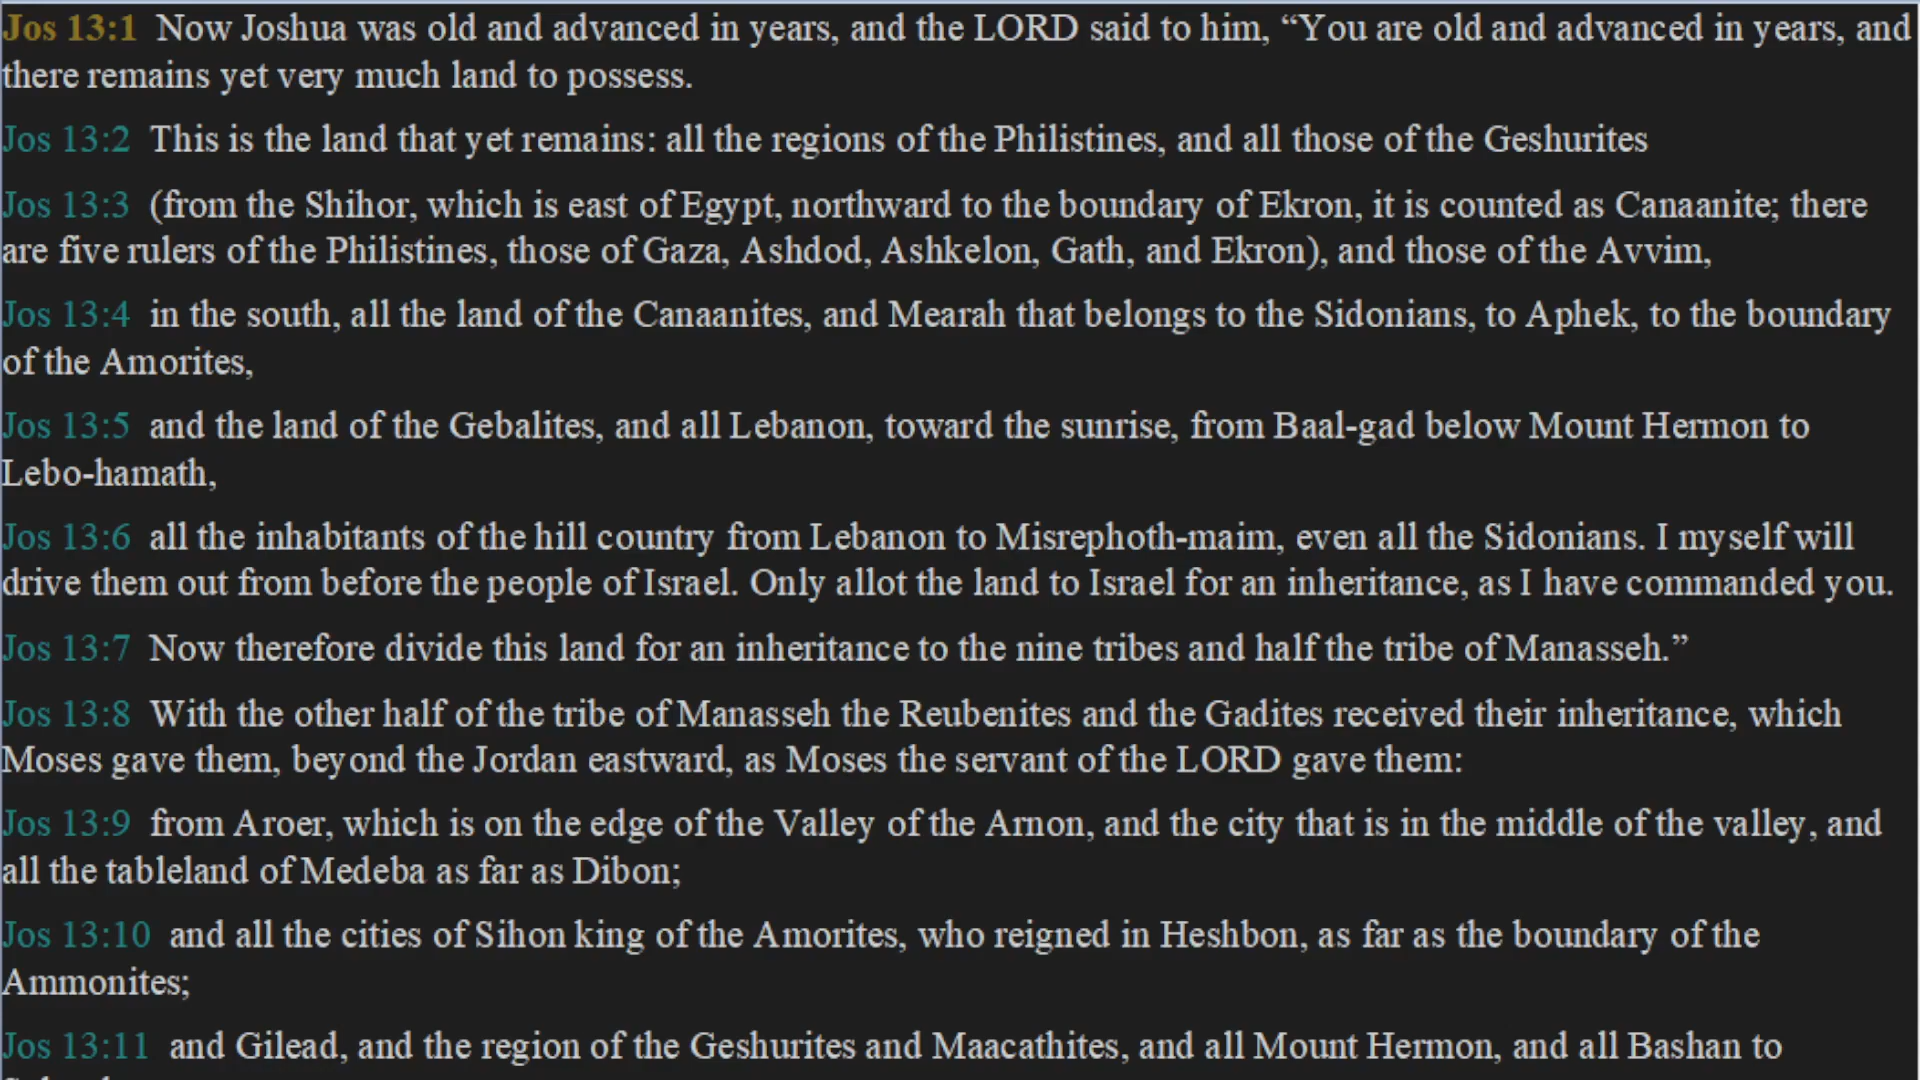 Jos 13:1 Now Joshua was old and advanced in years, and the LORD said to him, “You are old and advanced in years, and
there remains yet very much land to possess.
Jos 13:2 This is the land that yet remains: all the regions of the Philistines, and all those of the Geshurites
Jos 13:3 (from the Shihor, which is east of Egypt, northward to the boundary of Ekron, it is counted as Canaanite; there
are five rulers of the Philistines, those of Gaza, Ashdod, Ashkelon, Gath, and Ekron), and those of the Avvim,
Jos 13:4 in the south, all the land of the Canaanites, and Mearah that belongs to the Sidonians, to Aphek, to the boundary
of the Amorites,
Jos 13:5 and the land of the Gebalites, and all Lebanon, toward the sunrise, from Baal-gad below Mount Hermon to
Lebo-hamath,
Jos 13:6 all the inhabitants of the hill country from Lebanon to Misrephoth-maim, even all the Sidonians. I myself will
drive them out from before the people of Israel. Only allot the land to Israel for an inheritance, as I have commanded you.
Jos 13:7 Now therefore divide this land for an inheritance to the nine tribes and half the tribe of Manasseh.”
Jos 13:8 With the other half of the tribe of Manasseh the Reubenites and the Gadites received their inheritance, which
Moses gave them, beyond the Jordan eastward, as Moses the servant of the LORD gave them:
Jos 13:9 from Aroer, which is on the edge of the Valley of the Arnon, and the city that is in the middle of the valley, and
all the tableland of Medeba as far as Dibon;
Jos 13:10 and all the cities of Sihon king of the Amorites, who reigned in Heshbon, as far as the boundary of the
Ammonites;
Jos 13:11 and Gilead, and the region of the Geshurites and Maacathites, and all Mount Hermon, and all Bashan to